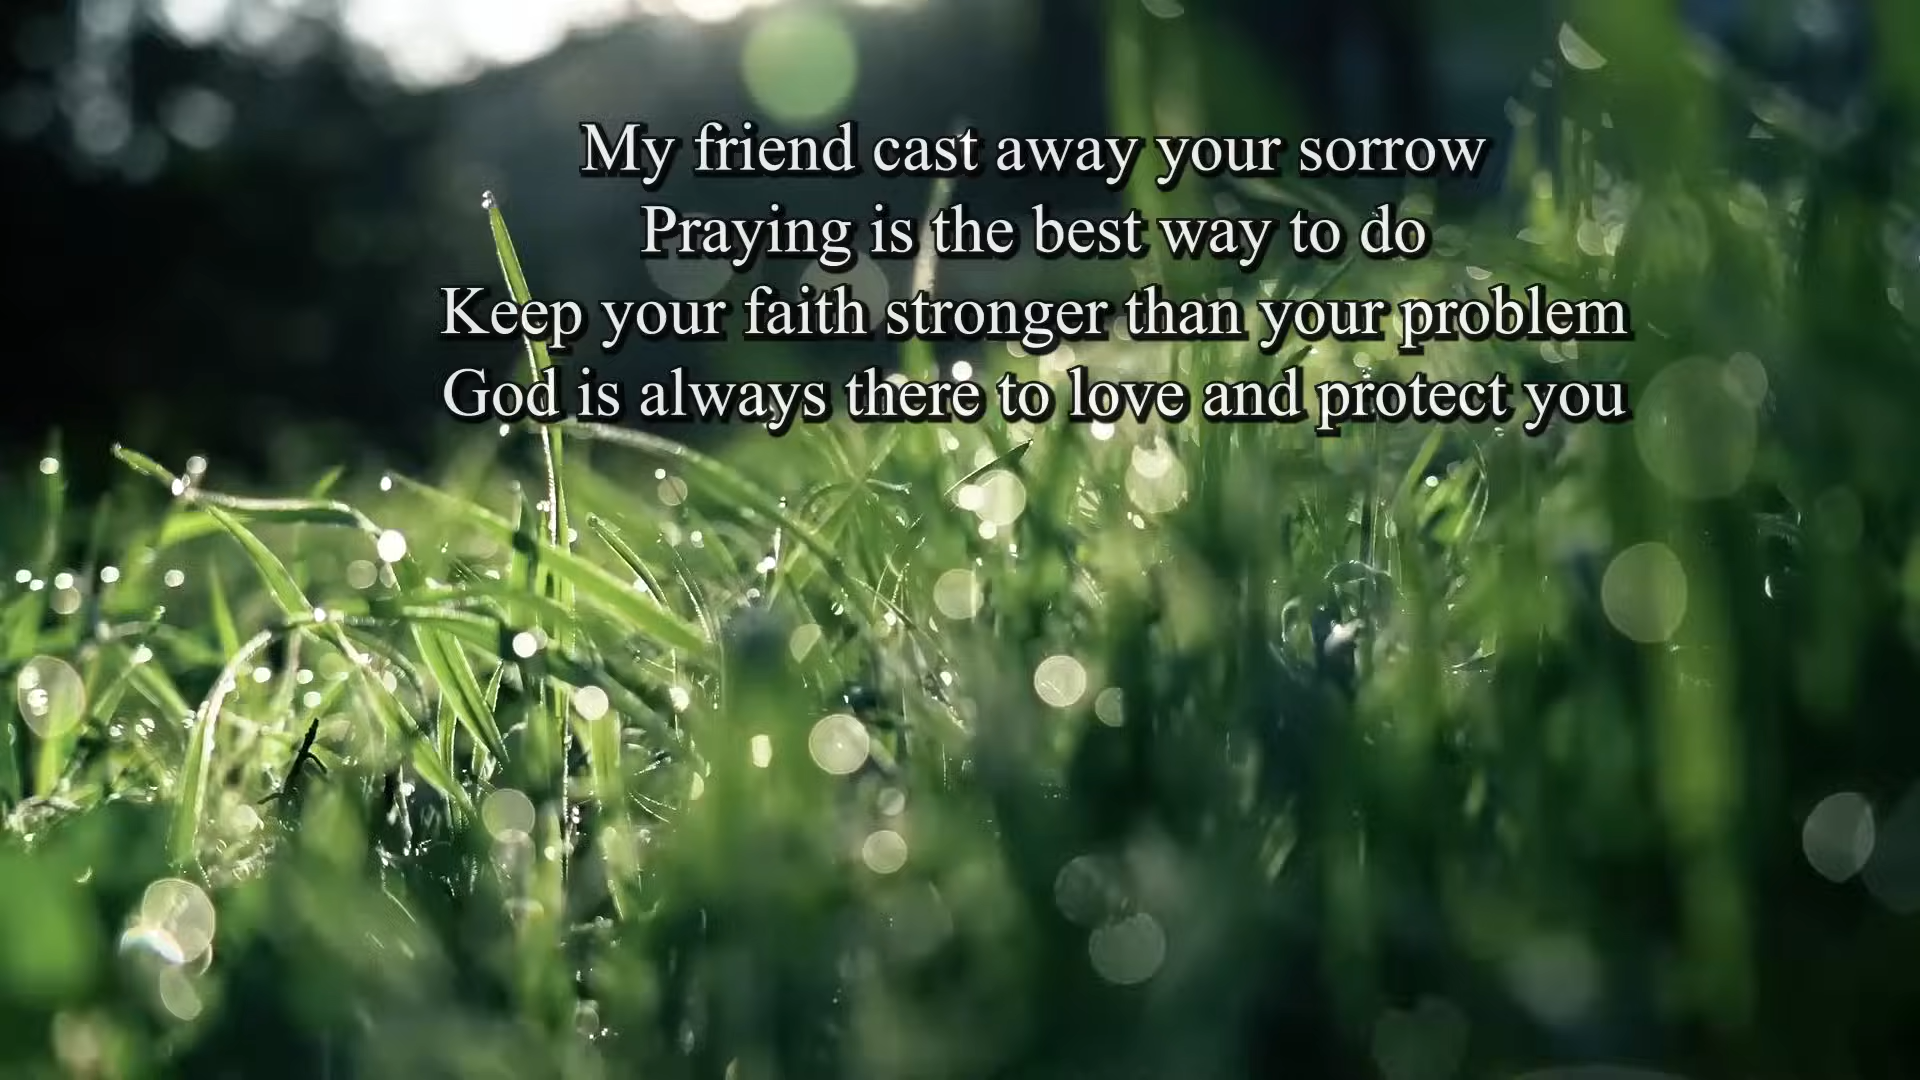 My friend cast away your sorrow
Praying is the best way to do
Keep your faith stronger than your problem
God is always there to love and protect you